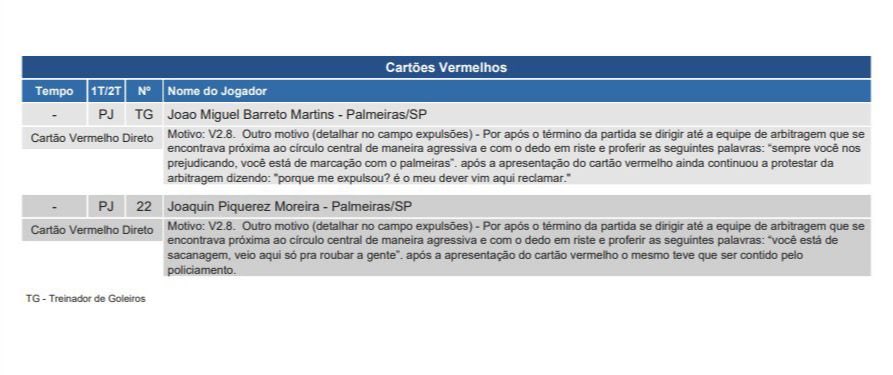 Cartões Vermelhos
Tempo 1T/2T Nº Nome do Jogador
- PJ TG Joao Miguel Barreto Martins - Palmeiras/SP
Cartão Vermelho Direto Motivo: V2.8. Outro motivo (detalhar no campo expulsões) - Por após o término da partida se dirigir até a equipe de arbitragem que se
encontrava próxima ao círculo central de maneira agressiva e com o dedo em riste e proferir as seguintes palavras: “sempre você nos
prejudicando, você está de marcação com o palmeiras”. após a apresentação do cartão vermelho ainda continuou a protestar da
arbitragem dizendo: "porque me expulsou? é o meu dever vim aqui reclamar."
- PJ 22 Joaquin Piquerez Moreira - Palmeiras/SP
Cartão Vermelho Direto Motivo: V2.8. Outro motivo (detalhar no campo expulsões) - Por após o término da partida se dirigir até a equipe de arbitragem que se
encontrava próxima ao círculo central de maneira agressiva e com o dedo em riste e proferir as seguintes palavras: “você está de
sacanagem, veio aqui só pra roubar a gente”. após a apresentação do cartão vermelho o mesmo teve que ser contido pelo
policiamento.
TG - Treinador de Goleiros